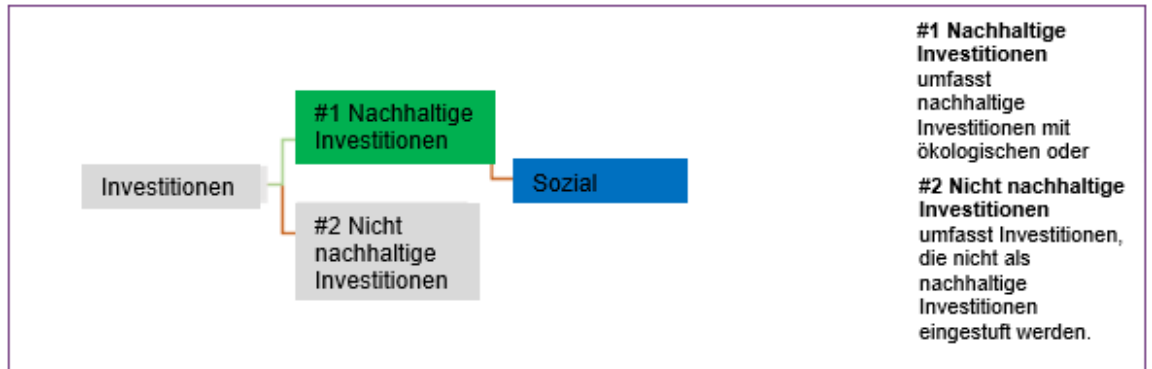 #1 Nachhaltige
Investitionen
Investitionen
Sozial
#2 Nicht
nachhaltige
Investitionen
#1 Nachhaltige
Investitionen
umfasst
nachhaltige
Investitionen mit
ökologischen oder
#2 Nicht nachhaltige
Investitionen
umfasst Investitionen,
die nicht als
nachhaltige
Investitionen
eingestuft werden.